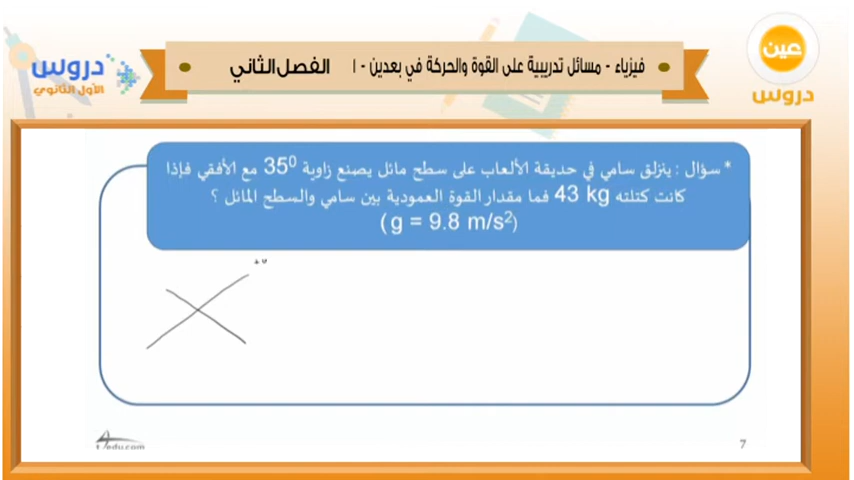 دروس
الأول الثانوي
فيزياء - مسائل تدريبية على القوة والحركة في بعدين - ١ الفصل الثاني
عين
دروس
* سؤال : ينزلق سامي في حديقة الألعاب على سطح مائل يصنع زاوية 35⁰ مع الأفقي فإذا
كانت كتلته 43 kg فما مقدار القوة العمودية بين سامي والسطح المائل ؟
(g = 9.8 m/s²)
7